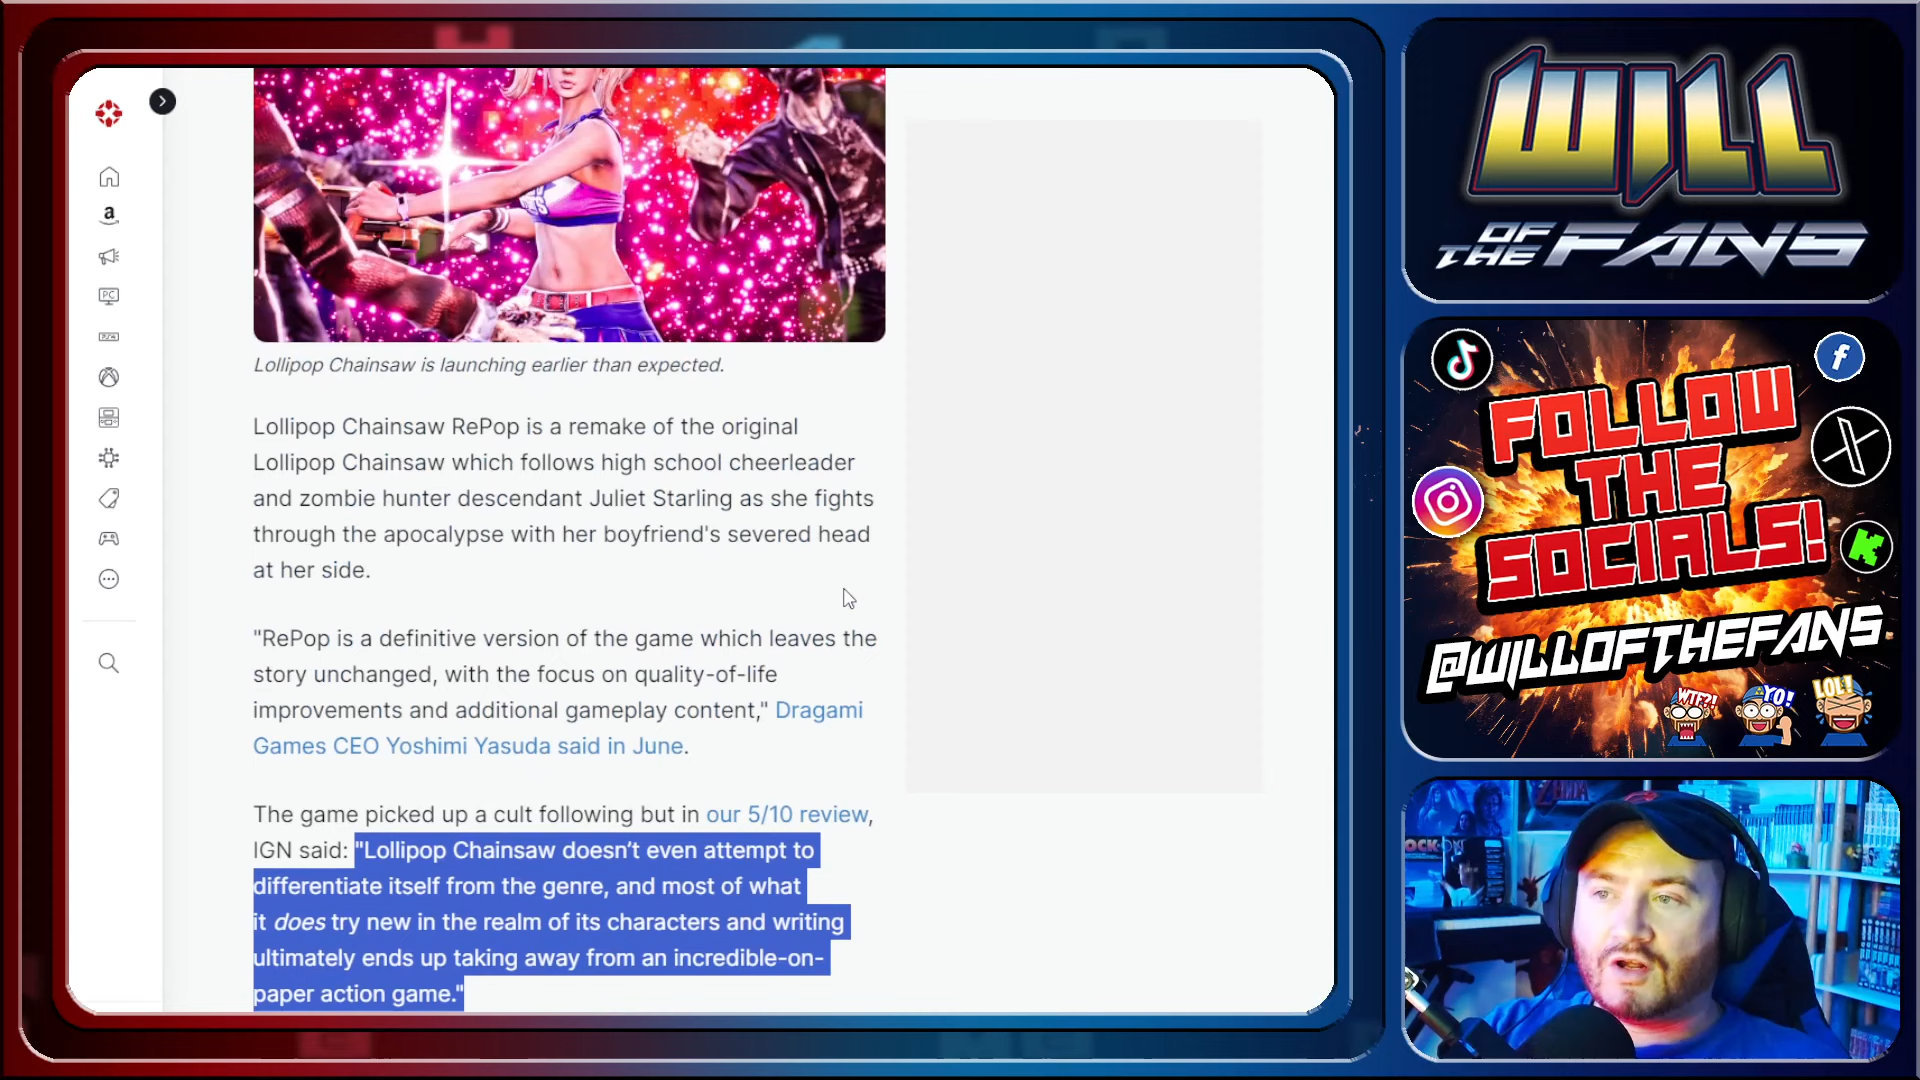 Lollipop Chainsaw is launching earlier than expected.
Lollipop Chainsaw RePop is a remake of the original
Lollipop Chainsaw which follows high school cheerleader
and zombie hunter descendant Juliet Starling as she fights
through the apocalypse with her boyfriend's severed head
at her side.
"RePop is a definitive version of the game which leaves the
story unchanged, with the focus on quality-of-life
improvements and additional gameplay content," Dragami
Games CEO Yoshimi Yasuda said in June.
The game picked up a cult following but in our 5/10 review,
IGN said: "Lollipop Chainsaw doesn’t even attempt to
differentiate itself from the genre, and most of what
it does try new in the realm of its characters and writing
ultimately ends up taking away from an incredible-on-
paper action game."
a
PC
WILL
OF
THE FANS
FOLLOW
THE
SOCIALS!
@WILLOFTHEFANS
WTF?!
YO!
LOL!